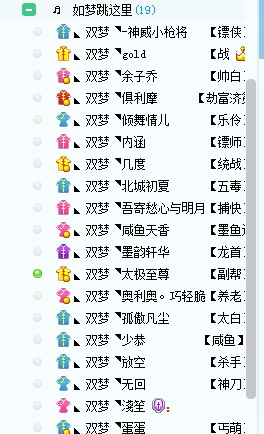 ♬ 如梦跳这里 (19)
双梦◥-神威小枪将 【镖侠
双梦◥gold 【战
双梦◥余子乔 【帅白
双梦◥俱利摩 【劫富济贫
双梦◥倾舞情儿 【乐伶
双梦◥内涵 【镖师
双梦◥几度 【统战
双梦◥北城初夏 【五毒
双梦◥吾寄愁心与明月 【捕快
双梦◥咸鱼天香 【墨鱼
双梦◥墨韵轩华 【龙首
双梦◥太极至尊 【副帮
双梦◥奥利奥。巧轻脆 【养老
双梦◥孤傲凡尘 【太白
双梦◥少恭 【咸鱼】
双梦◥放空 【杀手
双梦◥无回 【神刀
双梦◥淺笙
双梦◥蛋蛋 【丐萌